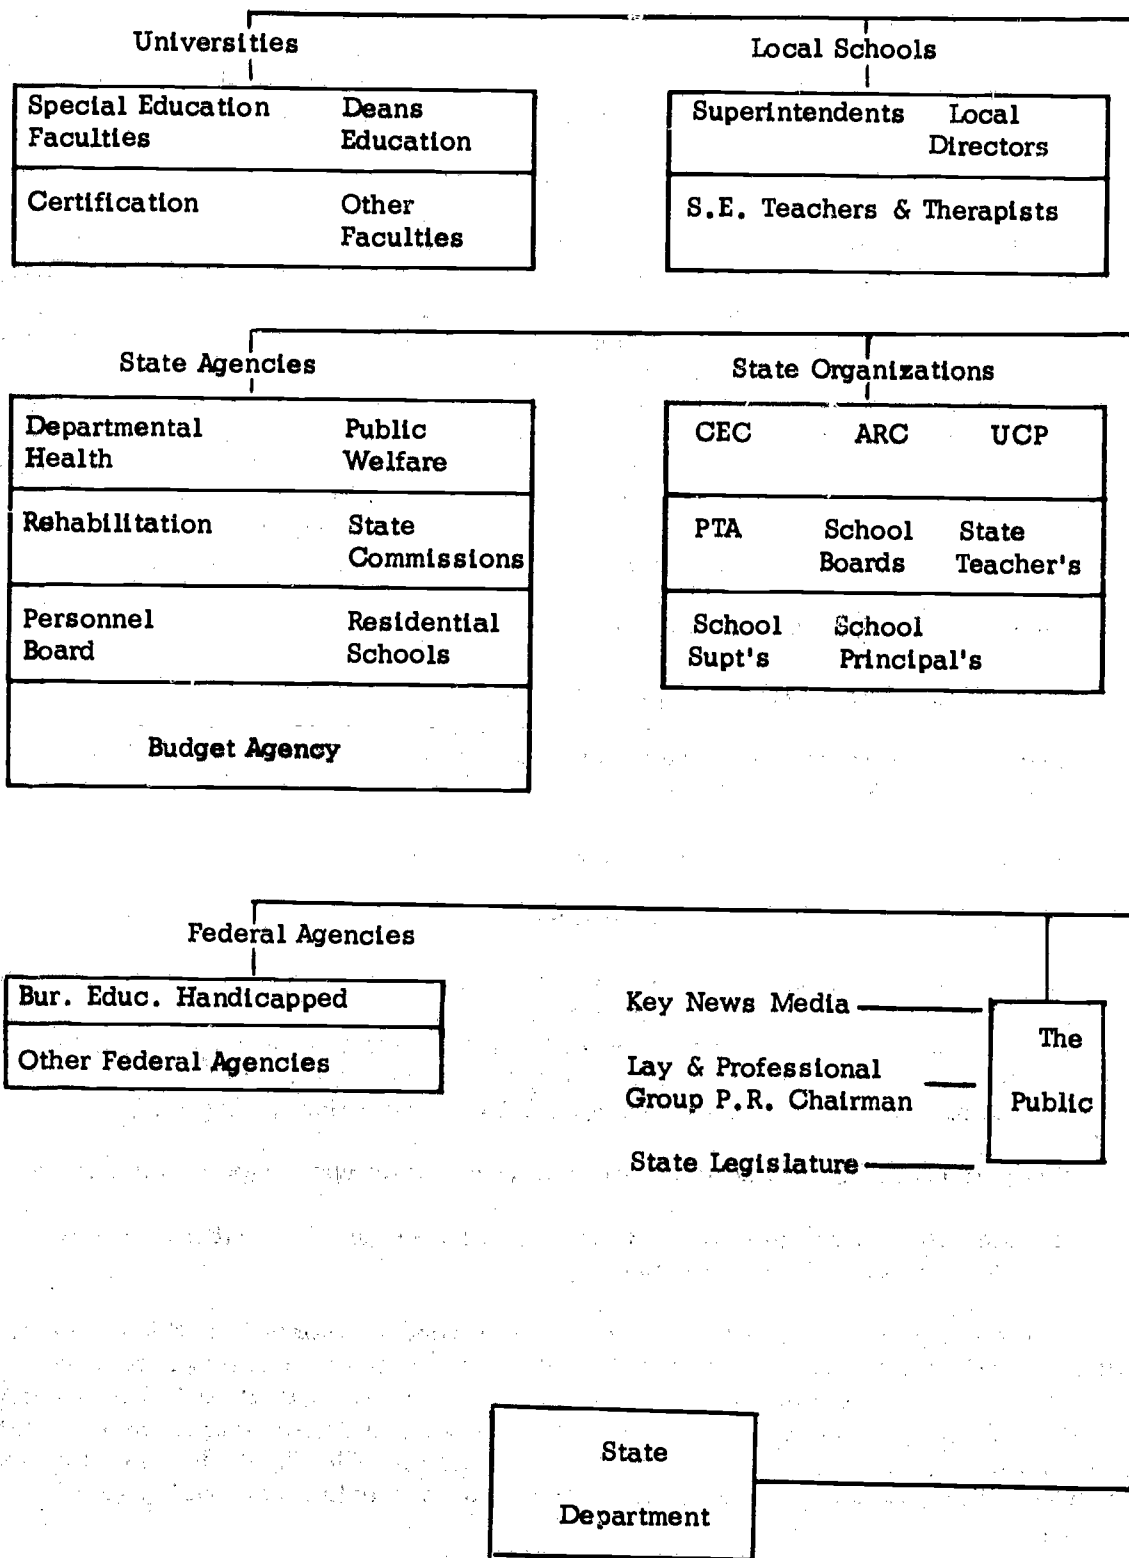 Universities
Special Education Deans
Faculties Education
Certification Other
Faculties
Local Schools
Superintendents Local
Directors
S.E. Teachers & Therapists
State Agencies
Departmental Public
Health Welfare
Rehabilitation State
Commissions
Personnel Residential
Board Schools
Budget Agency
State Organizations
CEC ARC UCP
PTA School State
Boards Teacher's
School School
Supt's Principal's
Federal Agencies
Bur. Educ. Handicapped
Other Federal Agencies
Key News Media
Lay & Professional
Group P.R. Chairman
State Legislature
The
Public
State
Department